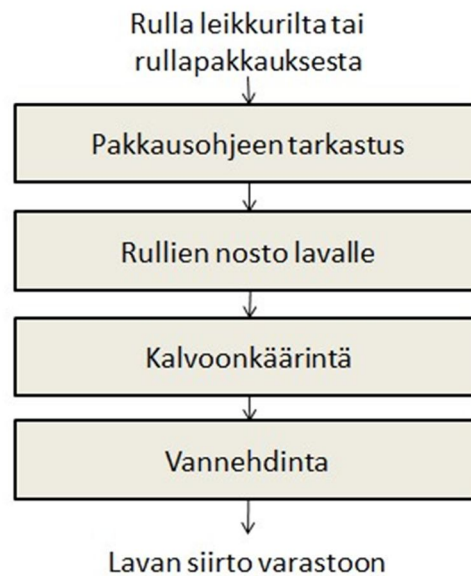 Rulla leikkurilta tai
rullapakkauksesta
Pakkausohjeen tarkastus
Rullien nosto lavalle
Kalvoonkäärintä
Vannehdinta
Lavan siirto varastoon